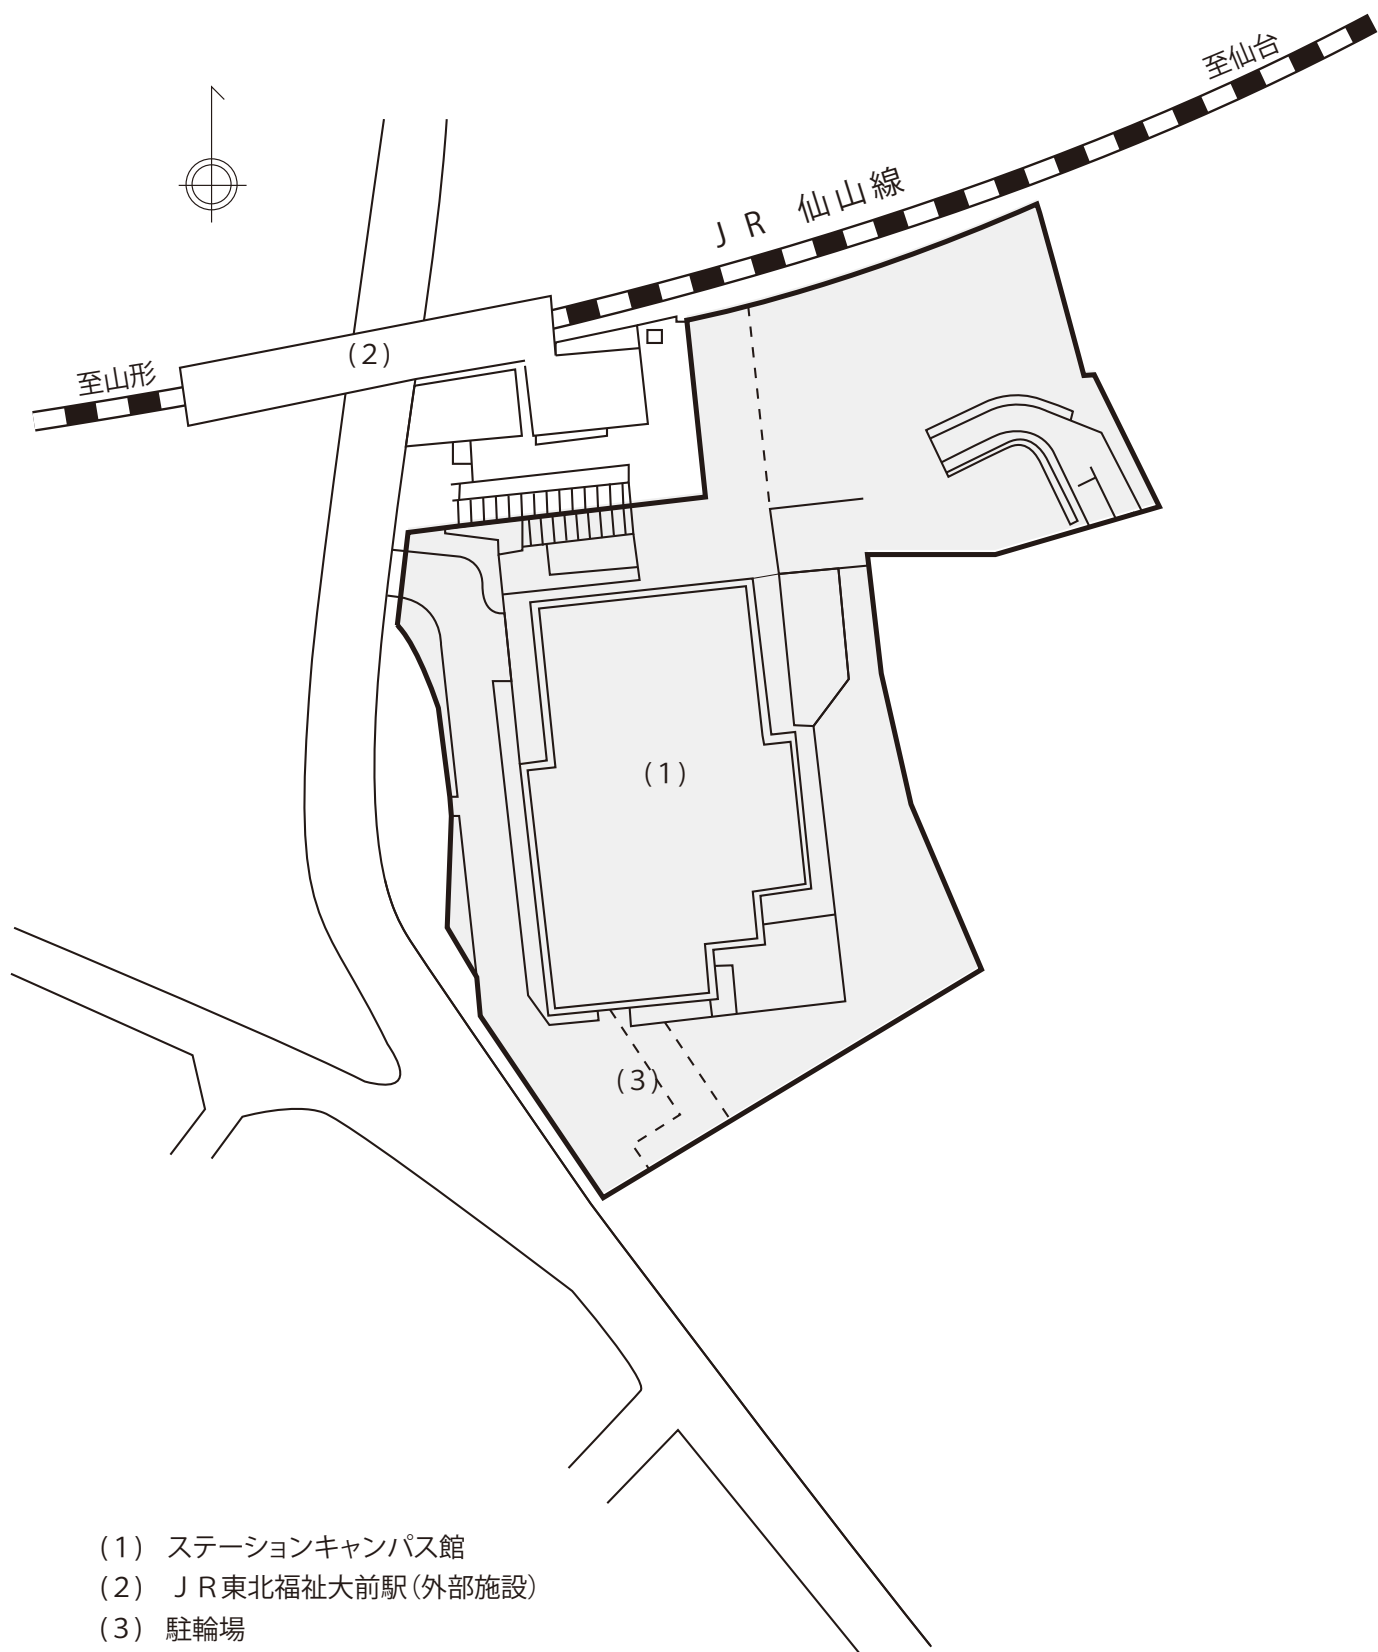 至仙台
JR 仙山線
(2)
至山形
(1)
(3)
(1) ステーションキャンパス館
(2) JR東北福祉大前駅(外部施設)
(3) 駐輪場